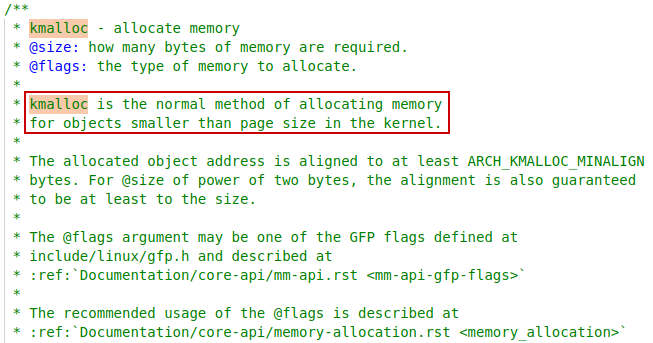 /**
* kmalloc - allocate memory
* @size: how many bytes of memory are required.
* @flags: the type of memory to allocate.
*
* kmalloc is the normal method of allocating memory
* for objects smaller than page size in the kernel.
*
* The allocated object address is aligned to at least ARCH_KMALLOC_MINALIGN
* bytes. For @size of power of two bytes, the alignment is also guaranteed
* to be at least to the size.
*
* The @flags argument may be one of the GFP flags defined at
* include/linux/gfp.h and described at
* :ref:`Documentation/core-api/mm-api.rst <mm-api-gfp-flags>`
*
* The recommended usage of the @flags is described at
* :ref:`Documentation/core-api/memory-allocation.rst <memory_allocation>`